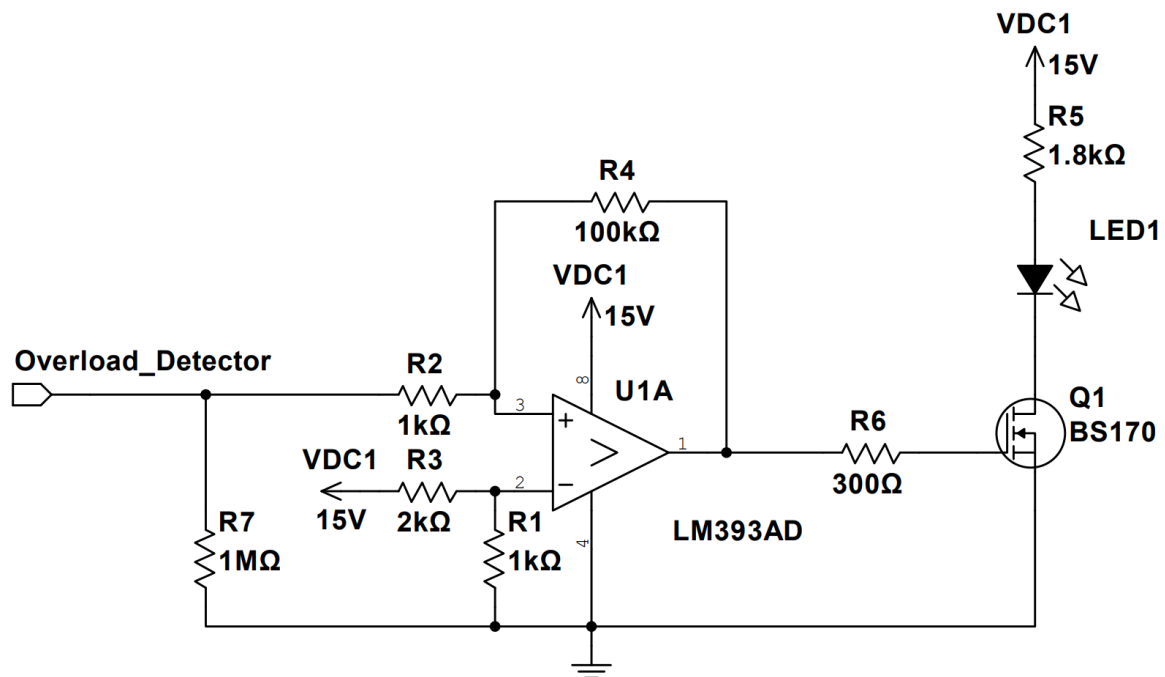 VDC1
15V
R5
1.8kΩ
R4
100kΩ
LED1
VDC1
15V
Overload_Detector
R2
1kΩ
8
U1A
3
1
Q1
BS170
R6
300Ω
VDC1
15V
R3
2kΩ
2
R7
1MΩ
R1
1kΩ
4
LM393AD